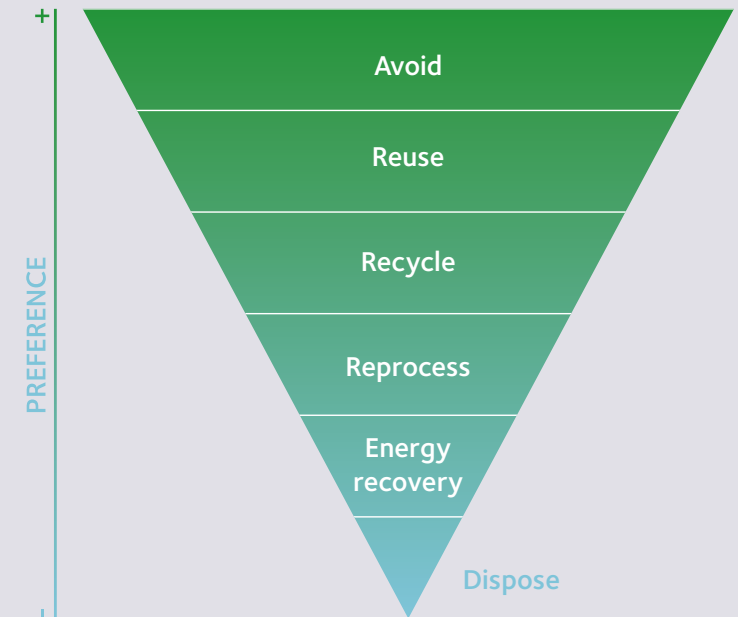 +
Avoid
Reuse
Recycle
PREFERENCE
Reprocess
Energy
recovery
Dispose